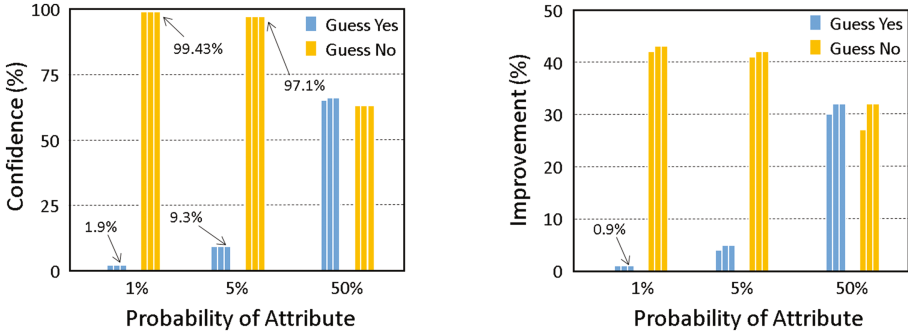 100
75
50
25
0
Confidence (%)
Guess Yes
Guess No
99.43%
97.1%
1.9%
9.3%
1%
5%
50%
Probability of Attribute
50
40
30
20
10
0
Improvement (%)
Guess Yes
Guess No
0.9%
1%
5%
50%
Probability of Attribute